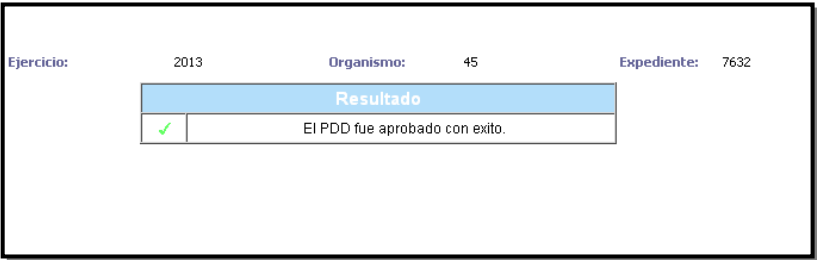 Ejercicio: 2013 Organismo: 45 Expediente: 7632
Resultado
El PDD fue aprobado con exito.